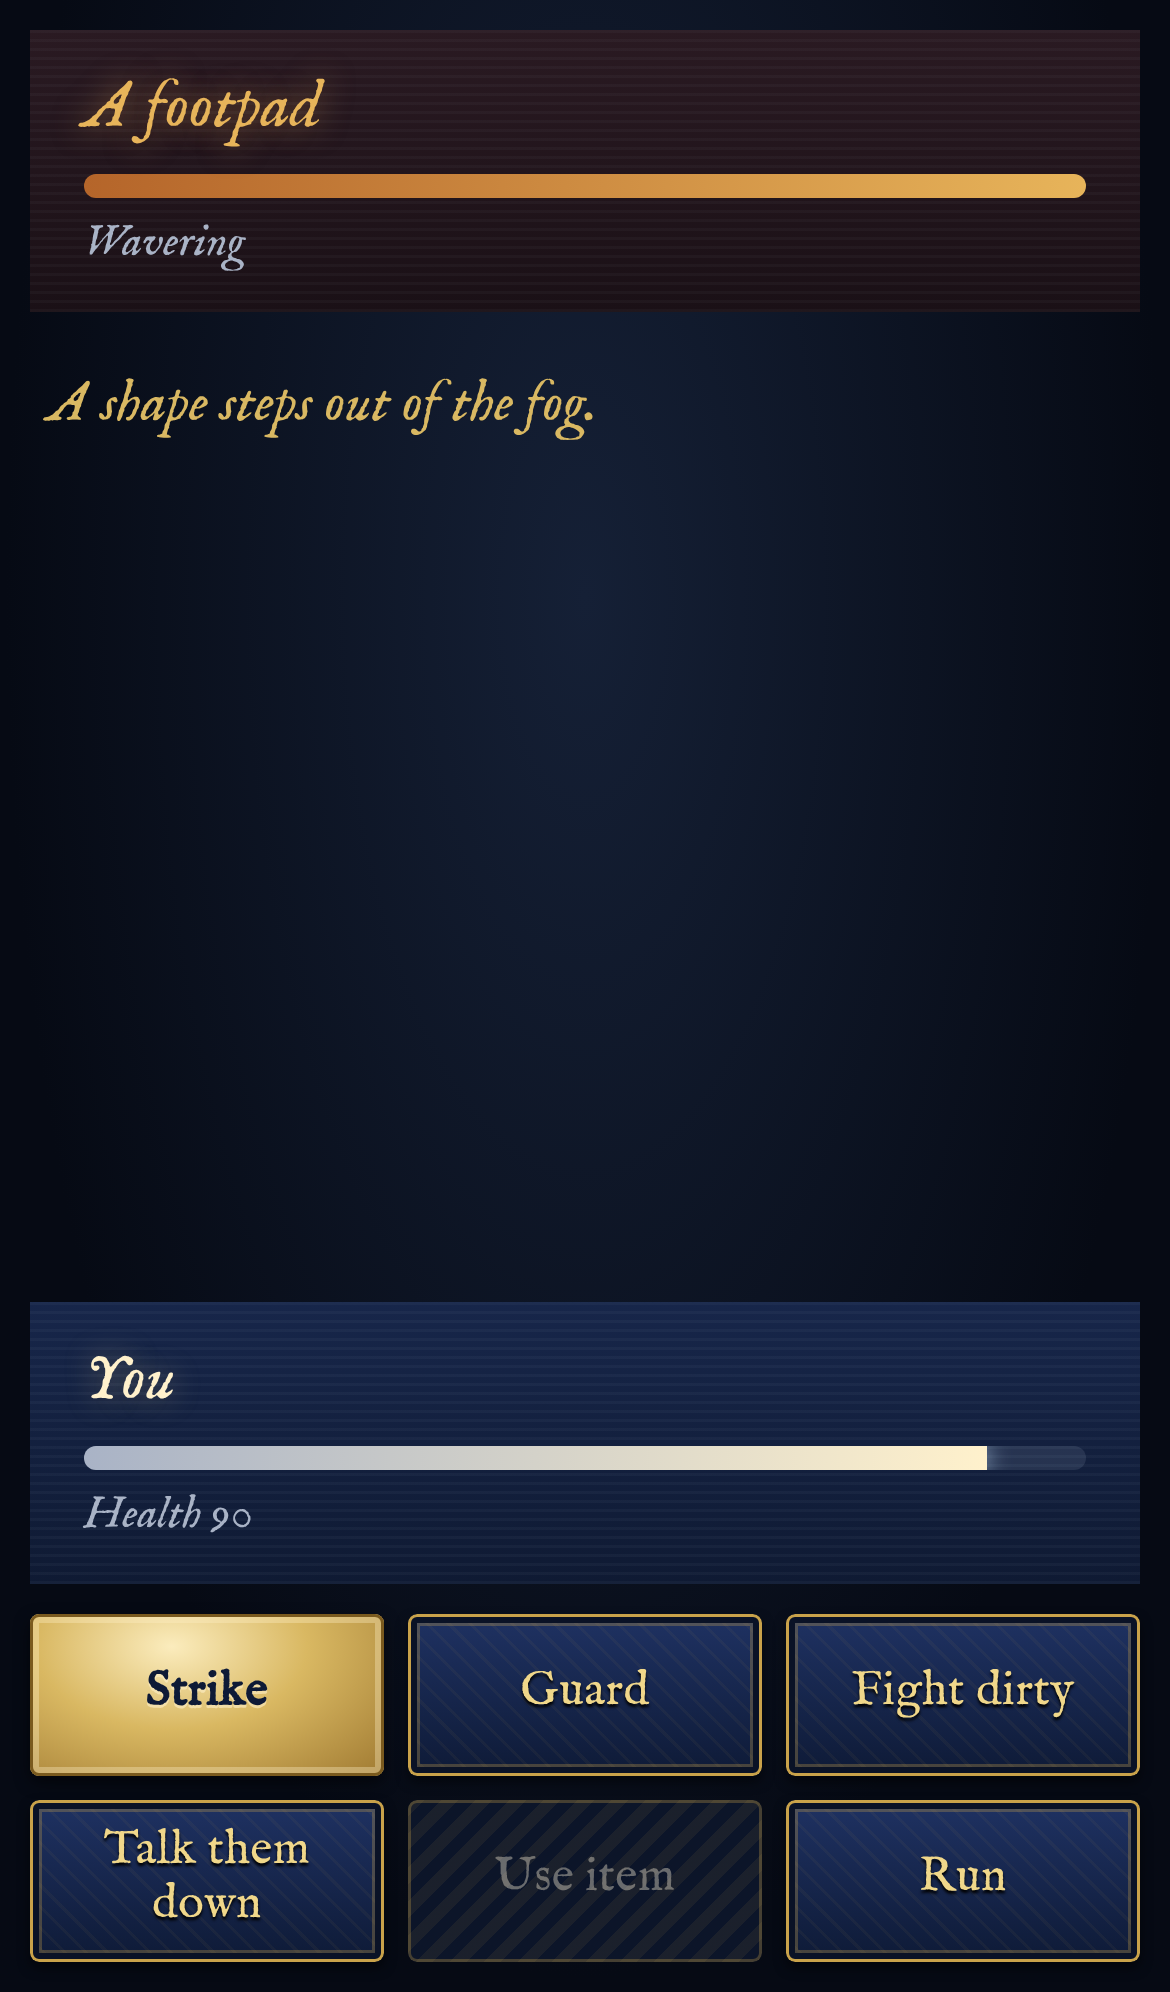 A footpad
Wavering
A shape steps out of the fog.
You
Health 90
Strike
Guard
Fight dirty
Talk them
down
Use item
Run